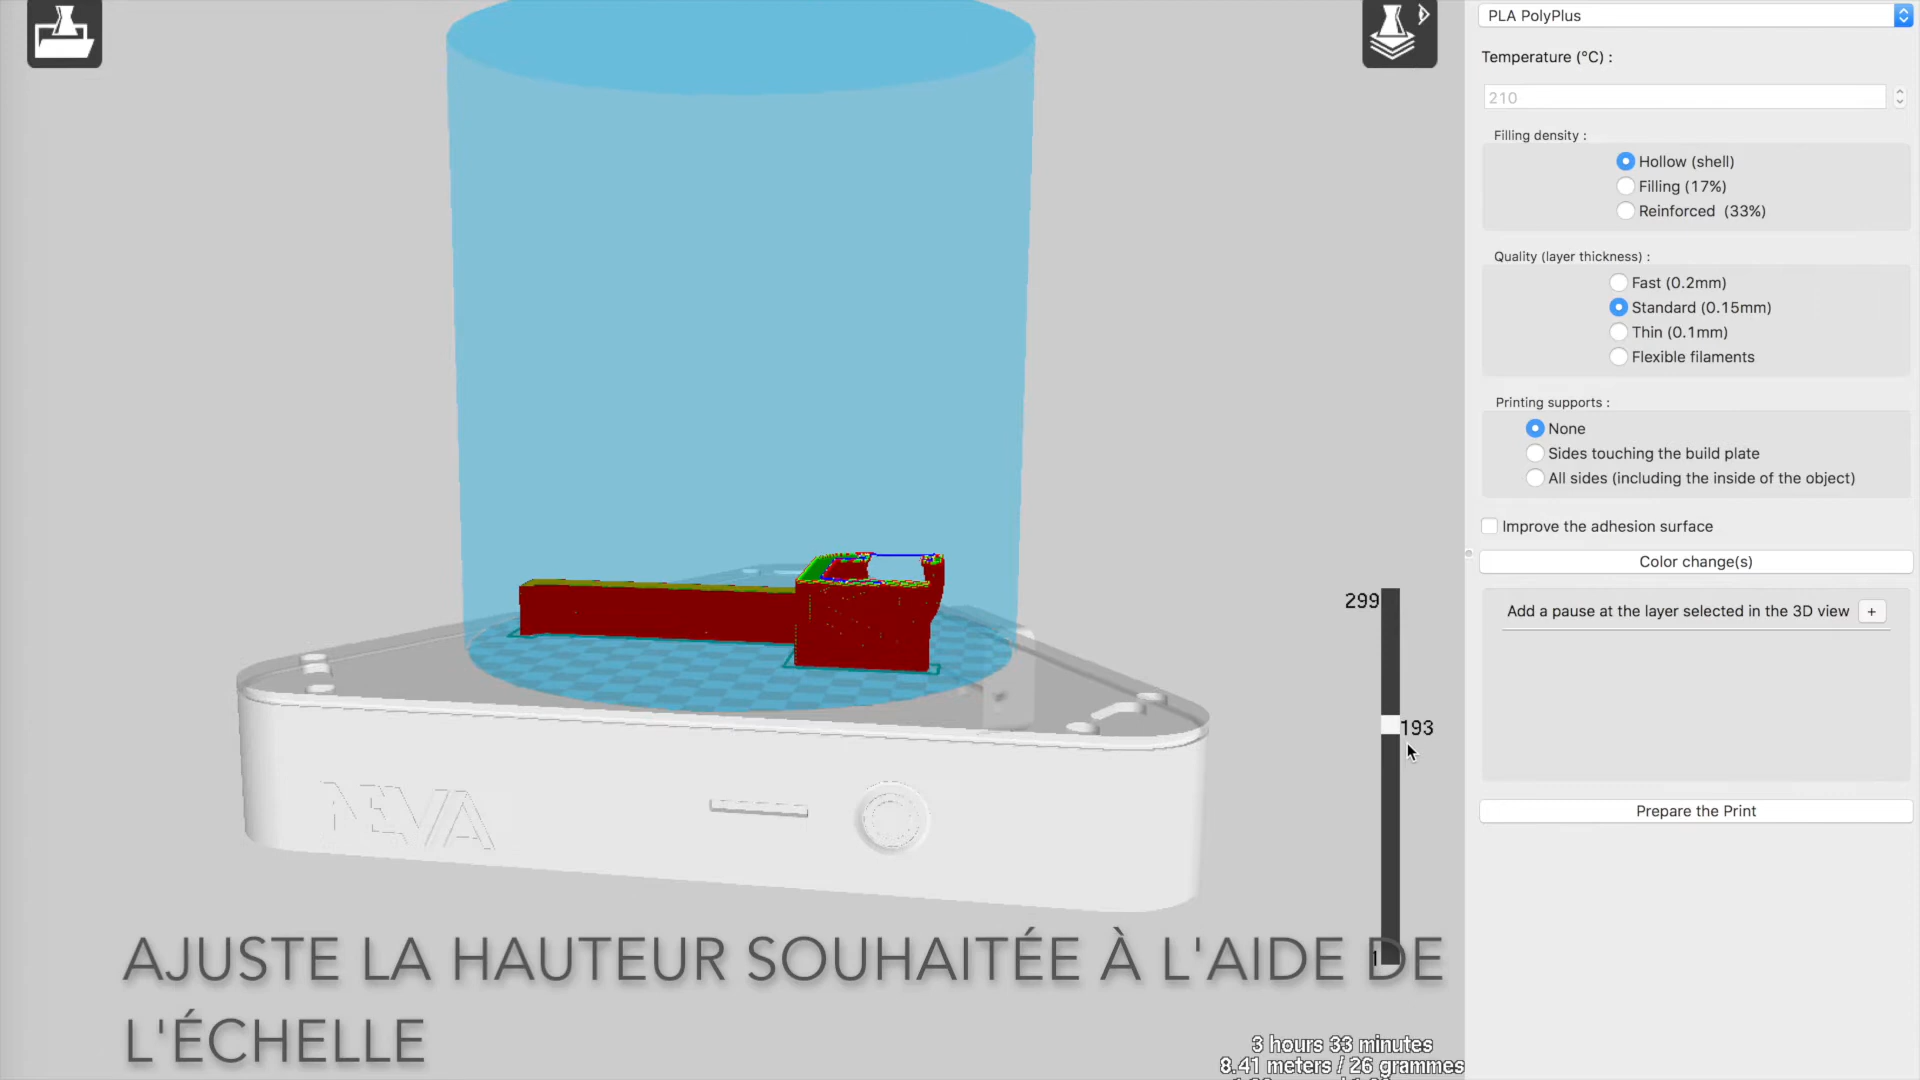 PLA PolyPlus
Temperature (°C) :
210
Filling density :
Hollow (shell)
Filling (17%)
Reinforced (33%)
Quality (layer thickness) :
Fast (0.2mm)
Standard (0.15mm)
Thin (0.1mm)
Flexible filaments
Printing supports :
None
Sides touching the build plate
All sides (including the inside of the object)
Improve the adhesion surface
Color change(s)
Add a pause at the layer selected in the 3D view +
Prepare the Print
299
193
1
NEVA
AJUSTE LA HAUTEUR SOUHAITÉE À L'AIDE DE
L'ÉCHELLE
3 hours 33 minutes
8.41 meters / 26 grammes